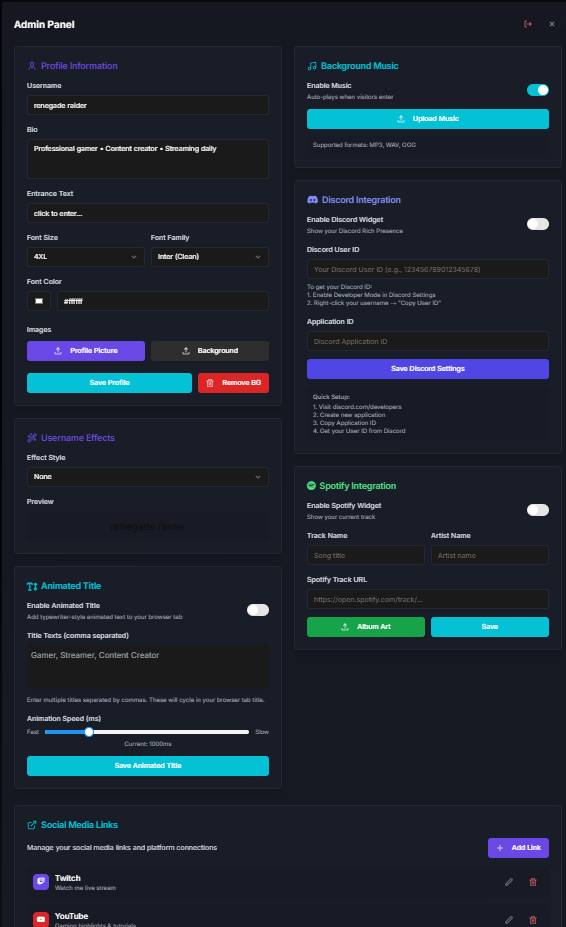 Admin Panel
Profile Information
Username
renegade raider
Bio
Professional gamer • Content creator • Streaming daily
Entrance Text
click to enter...
Font Size
Font Family
4XL
Inter (Clean)
Font Color
#ffffff
Images
Profile Picture
Background
Save Profile
Remove BG
Username Effects
Effect Style
None
Preview
renegade raider
Animated Title
Enable Animated Title
Add typewriter-style animated text to your browser tab
Title Texts (comma separated)
Gamer, Streamer, Content Creator
Enter multiple titles separated by commas. These will cycle in your browser tab title.
Animation Speed (ms)
Fast
Slow
Current: 1000ms
Save Animated Title
Background Music
Enable Music
Auto-plays when visitors enter
Upload Music
Supported formats: MP3, WAV, OGG
Discord Integration
Enable Discord Widget
Show your Discord Rich Presence
Discord User ID
Your Discord User ID (e.g., 123456789012345678)
To get your Discord ID:
1. Enable Developer Mode in Discord Settings
2. Right-click your username → "Copy User ID"
Application ID
Discord Application ID
Save Discord Settings
Quick Setup:
1. Visit discord.com/developers
2. Create new application
3. Copy Application ID
4. Get your User ID from Discord
Spotify Integration
Enable Spotify Widget
Show your current track
Track Name
Artist Name
Song title
Artist name
Spotify Track URL
https://open.spotify.com/track/...
Album Art
Save
Social Media Links
Manage your social media links and platform connections
Add Link
Twitch
Watch me live stream
YouTube
Gaming highlights & tutorials